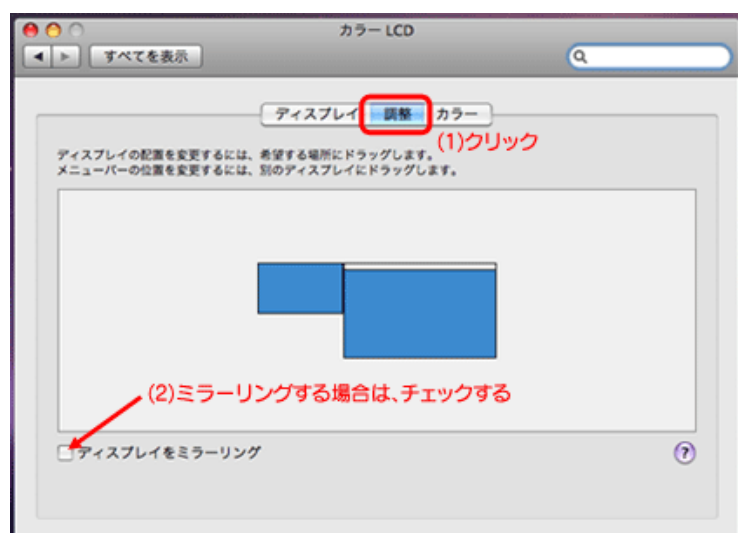 カラー LCD
すべてを表示
ディスプレイ 調整 カラー
(1)クリック
ディスプレイの配置を変更するには、希望する場所にドラッグします。
メニューバーの位置を変更するには、別のディスプレイにドラッグします。
(2)ミラーリングする場合は、チェックする
ディスプレイをミラーリング
?